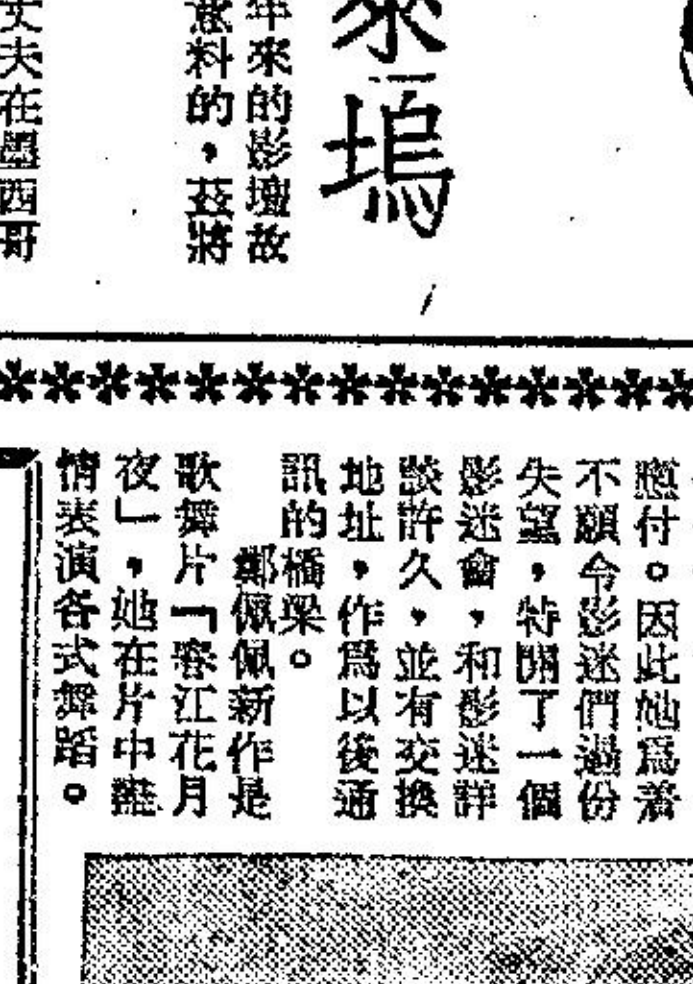 塢
年來的影壇故
料的，茲將
丈夫在墨西哥
應付。因此她爲着
不願令影迷們過份
失望，特開了一個
影迷會，和影迷詳
談許久，並有交換
地址，作爲以後通
訊的橋梁。
鄭佩佩新作是
歌舞片「春江花月
夜」，她在片中
情表演各式舞蹈。